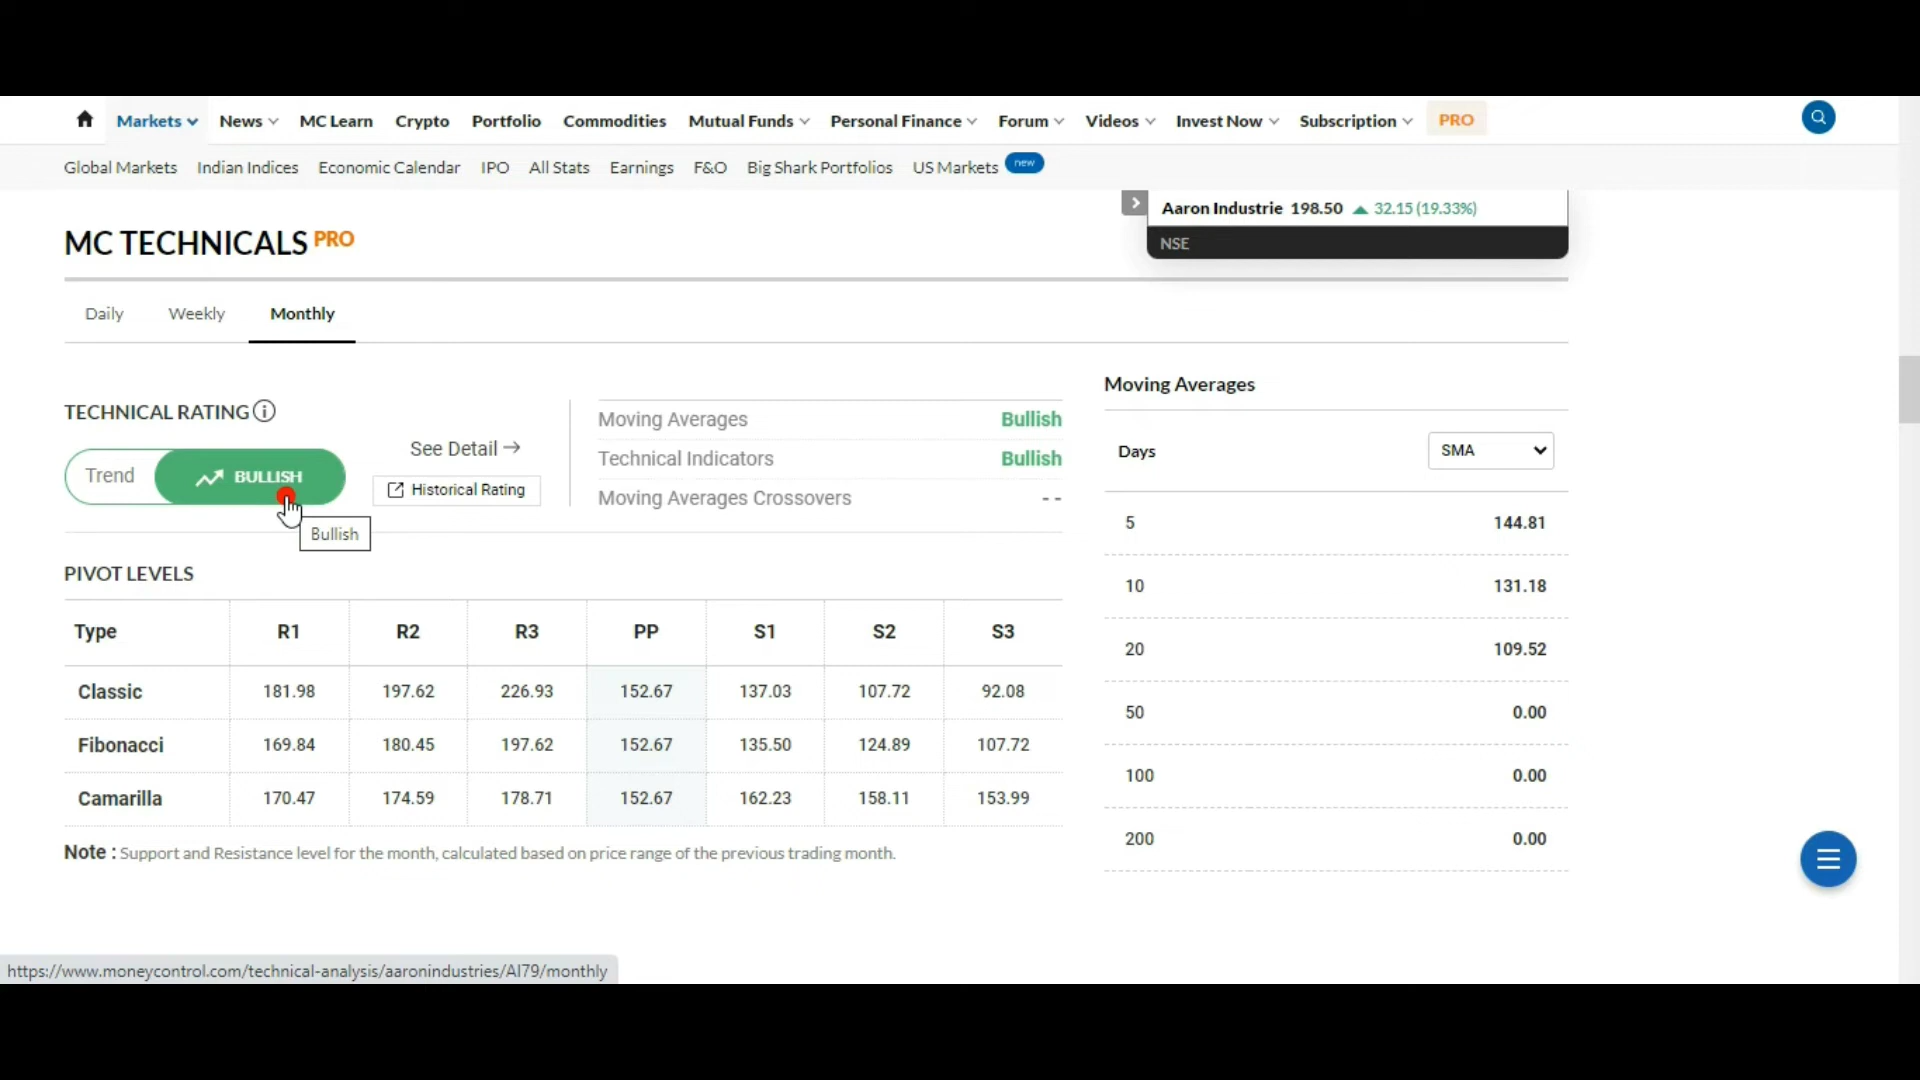 Markets News MC Learn Crypto Portfolio Commodities Mutual Funds Personal Finance Forum Videos Invest Now Subscription PRO
Global Markets Indian Indices Economic Calendar IPO All Stats Earnings F&O Big Shark Portfolios US Markets new
Aaron Industrie 198.50 32.15 (19.33%)
NSE
MC TECHNICALS PRO
Daily Weekly Monthly
TECHNICAL RATING
Trend BULLISH
Bullish
See Detail →
Historical Rating
Moving Averages Bullish
Technical Indicators Bullish
Moving Averages Crossovers - -
PIVOT LEVELS
Type R1 R2 R3 PP S1 S2 S3
Classic 181.98 197.62 226.93 152.67 137.03 107.72 92.08
Fibonacci 169.84 180.45 197.62 152.67 135.50 124.89 107.72
Camarilla 170.47 174.59 178.71 152.67 162.23 158.11 153.99
Note : Support and Resistance level for the month, calculated based on price range of the previous trading month.
Moving Averages
Days SMA
5 144.81
10 131.18
20 109.52
50 0.00
100 0.00
200 0.00
https://www.moneycontrol.com/technical-analysis/aaronindustries/AI79/monthly